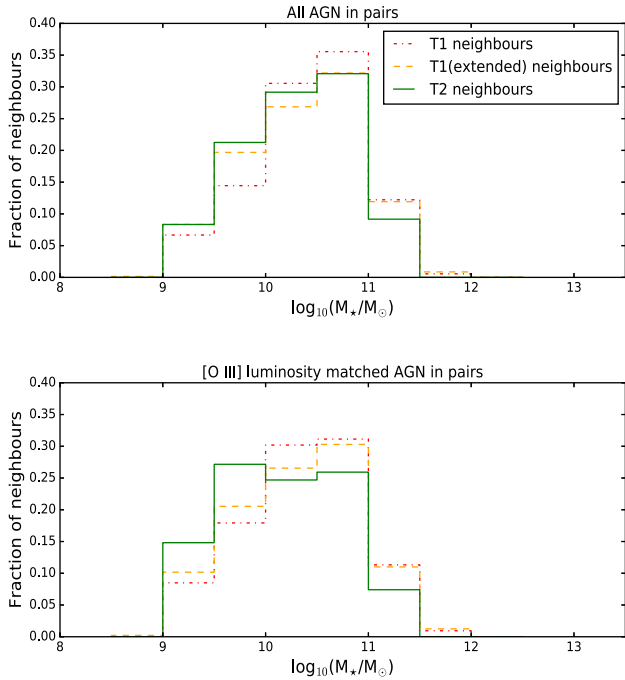 All AGN in pairs
0.40
0.35
0.30
0.25
0.20
0.15
0.10
0.05
0.00
Fraction of neighbours
T1 neighbours
T1(extended) neighbours
T2 neighbours
8 9 10 11 12 13
log₁₀(M⋆/M⊙)
[O III] luminosity matched AGN in pairs
0.40
0.35
0.30
0.25
0.20
0.15
0.10
0.05
0.00
Fraction of neighbours
8 9 10 11 12 13
log₁₀(M⋆/M⊙)